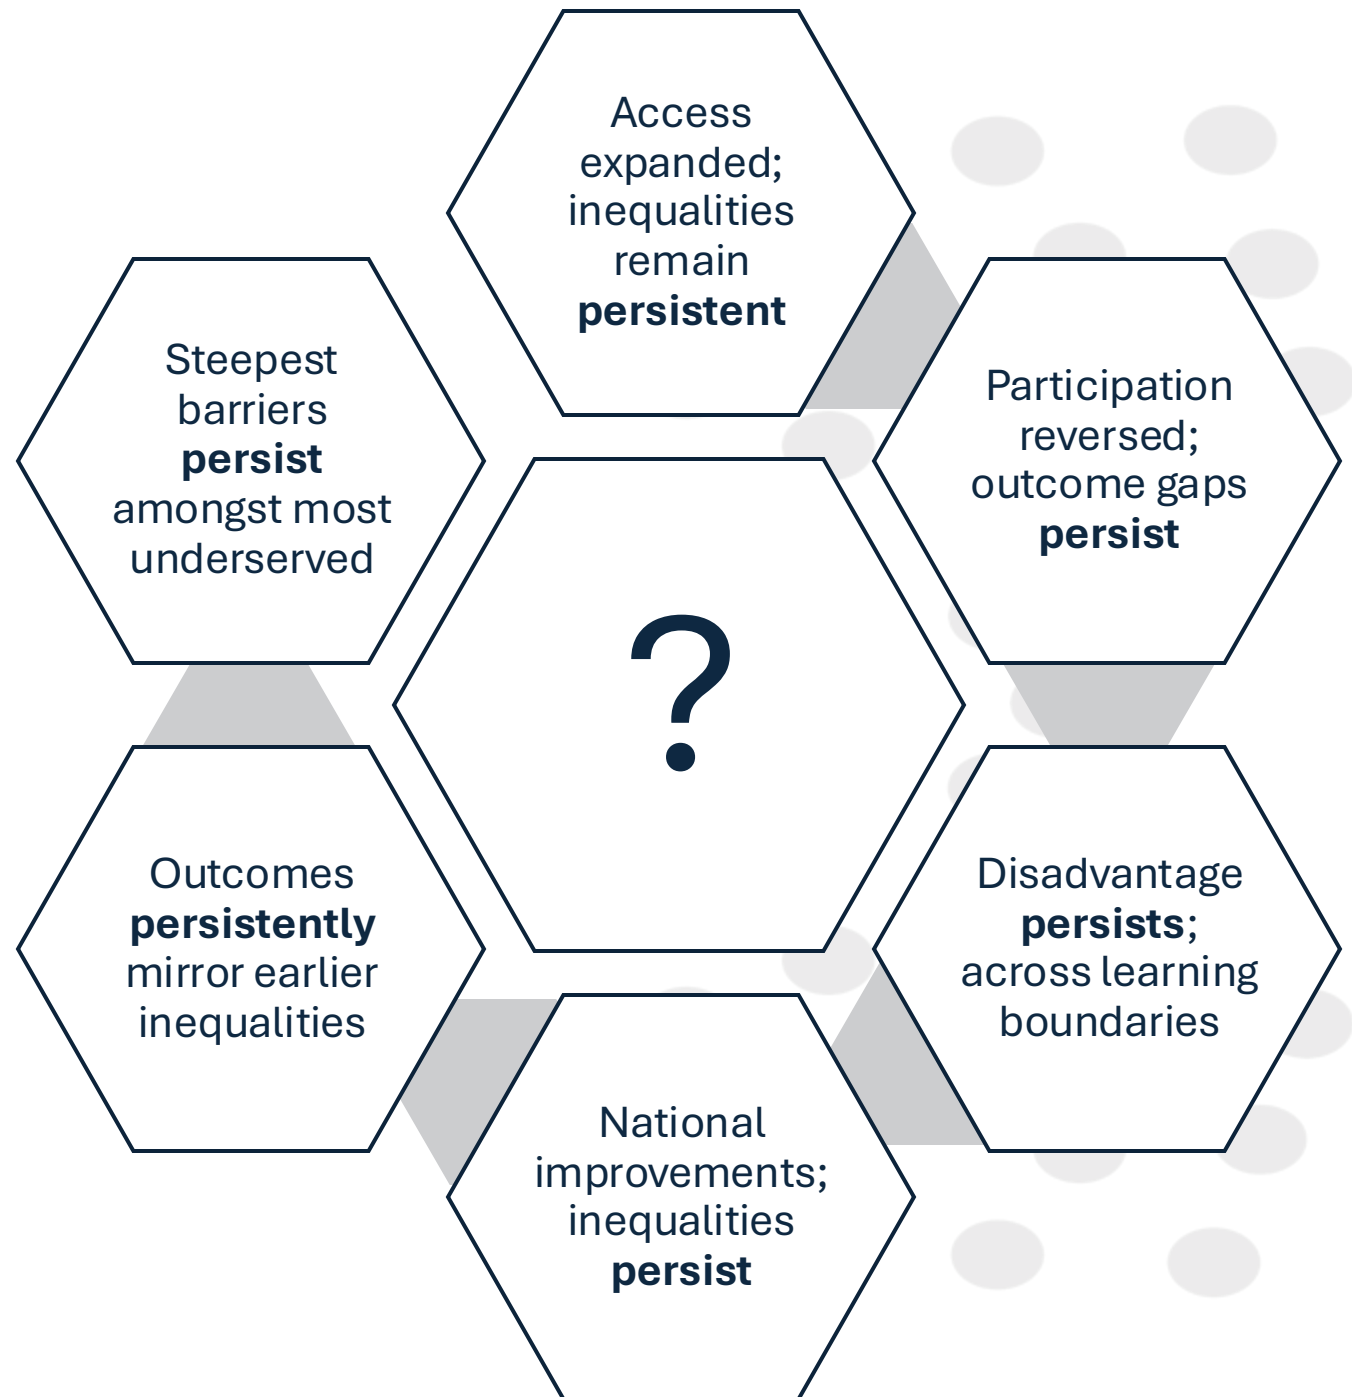 Access
expanded;
inequalities
remain
persistent
Participation
reversed;
outcome gaps
persist
Disadvantage
persists;
across learning
boundaries
National
improvements;
inequalities
persist
Outcomes
persistently
mirror earlier
inequalities
Steepest
barriers
persist
amongst most
underserved
?